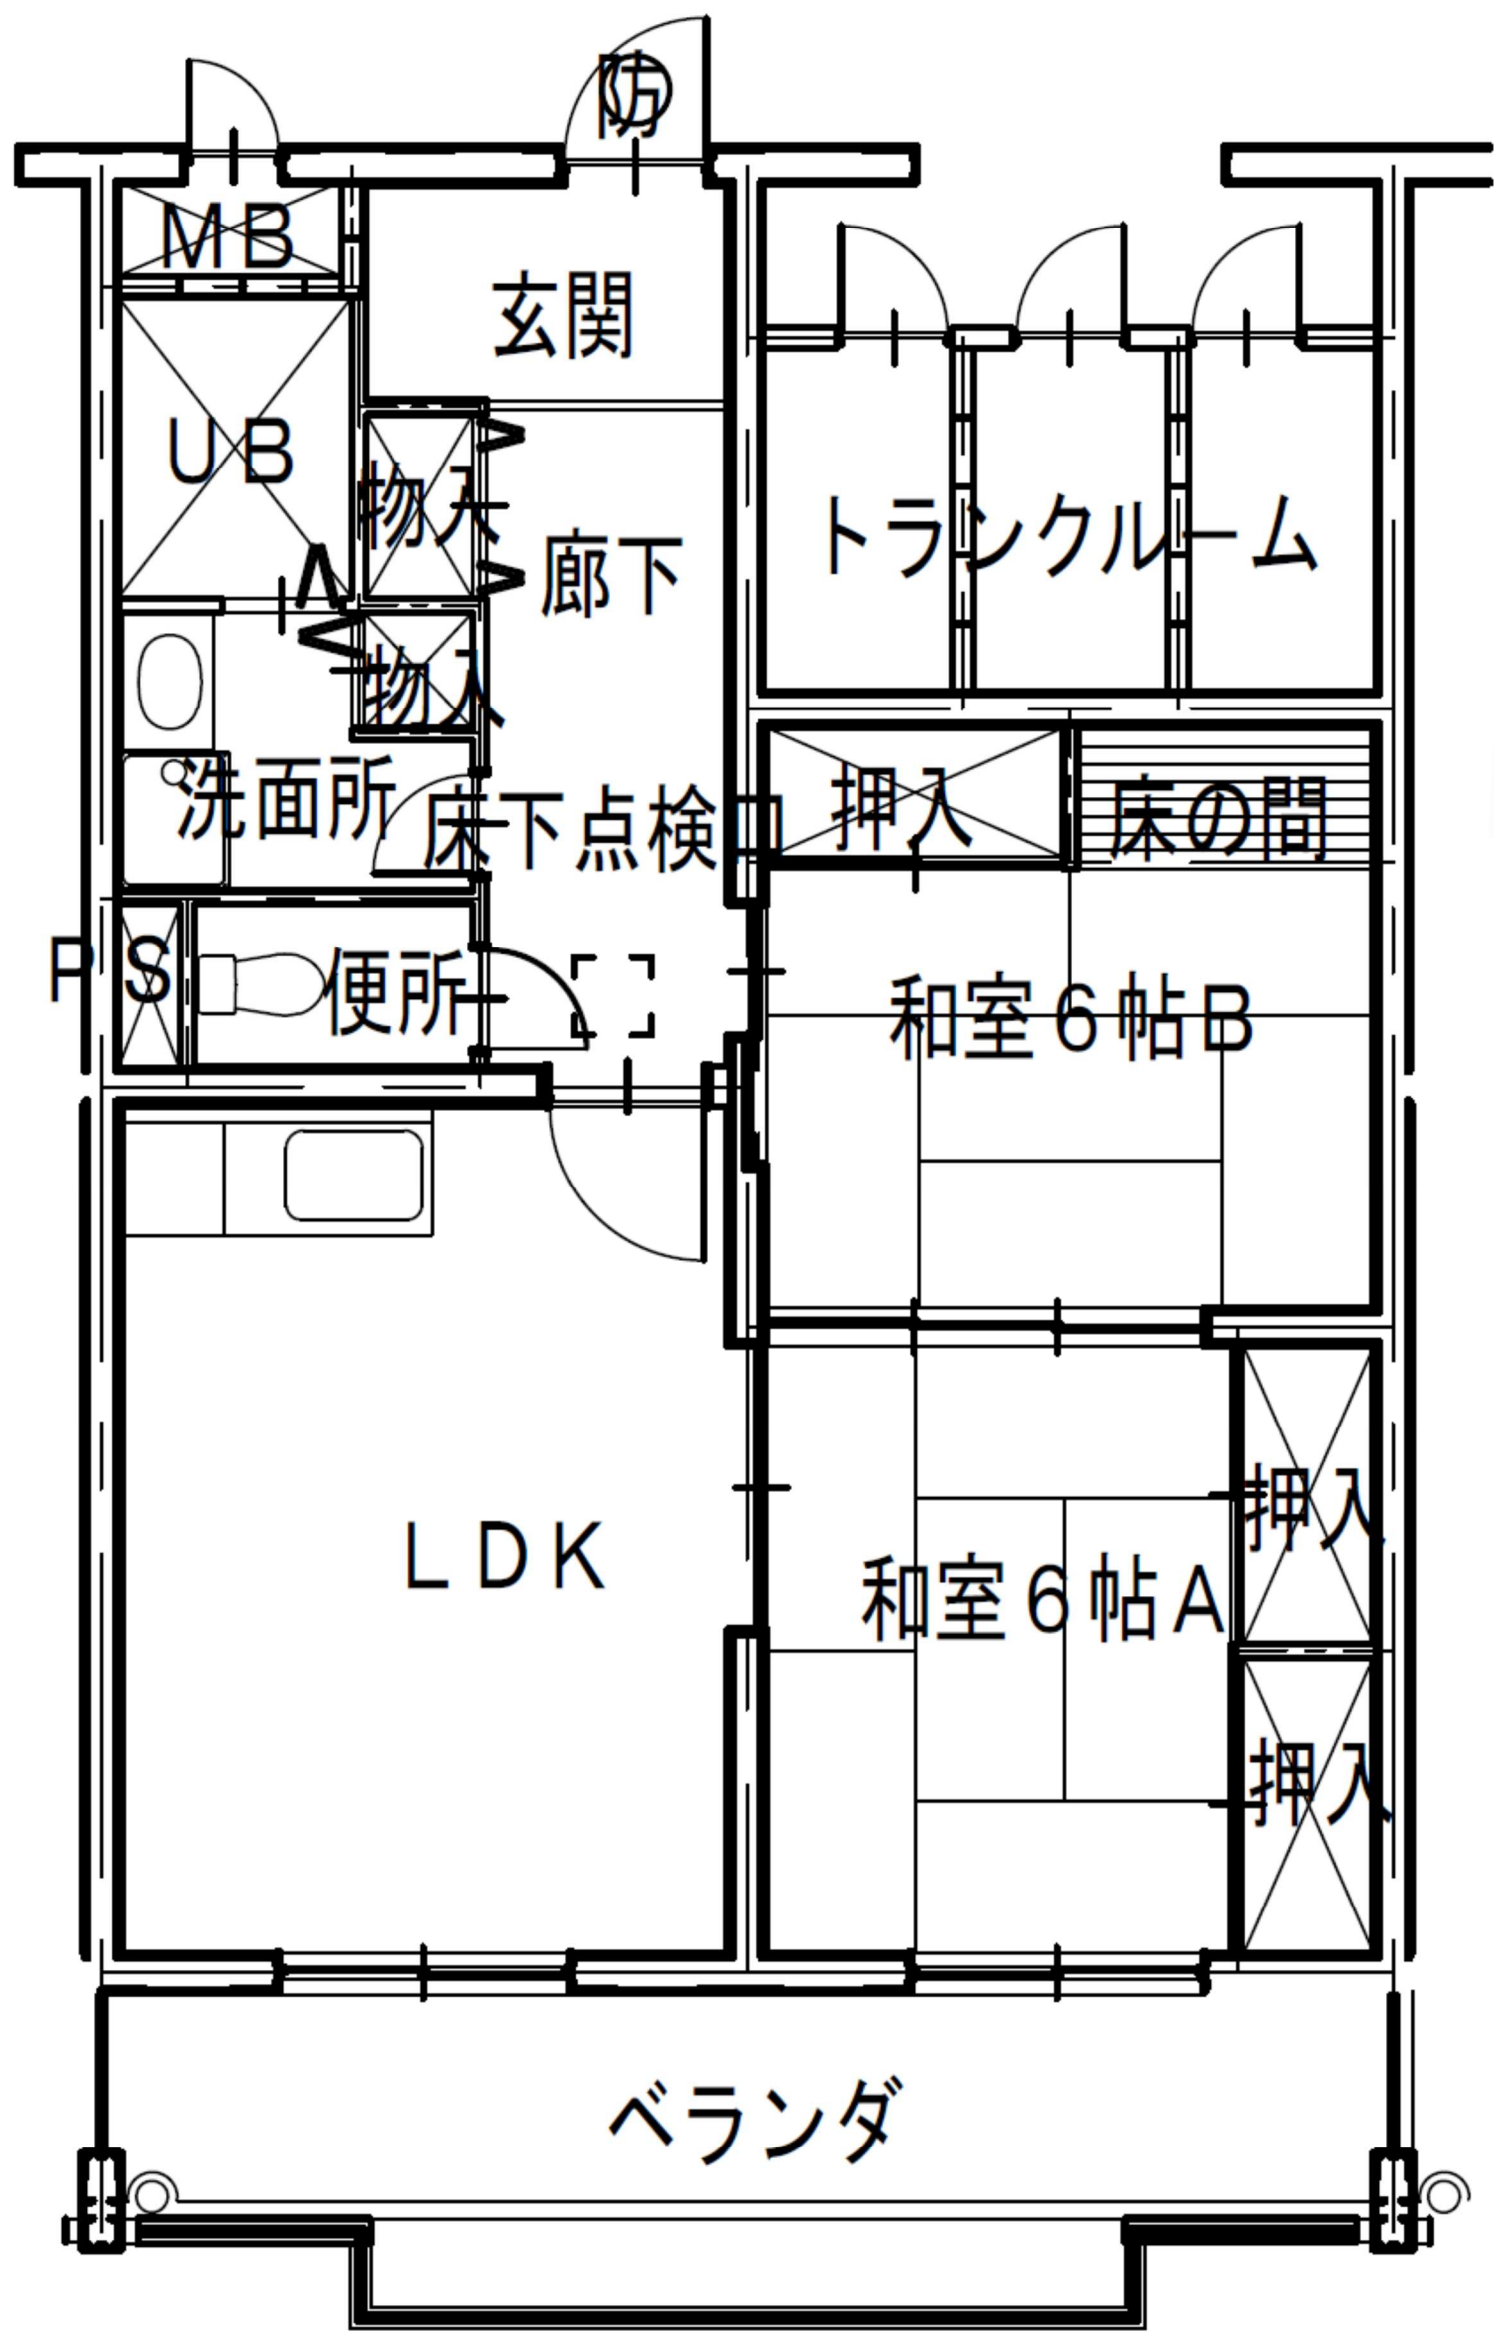 防
ＭＢ
玄関
ＵＢ
物入
廊下
トランクルーム
物入
洗面所
床下点検口
押入
床の間
ＰＳ
便所
和室６帖Ｂ
ＬＤＫ
和室６帖Ａ
押入
押入
ベランダ